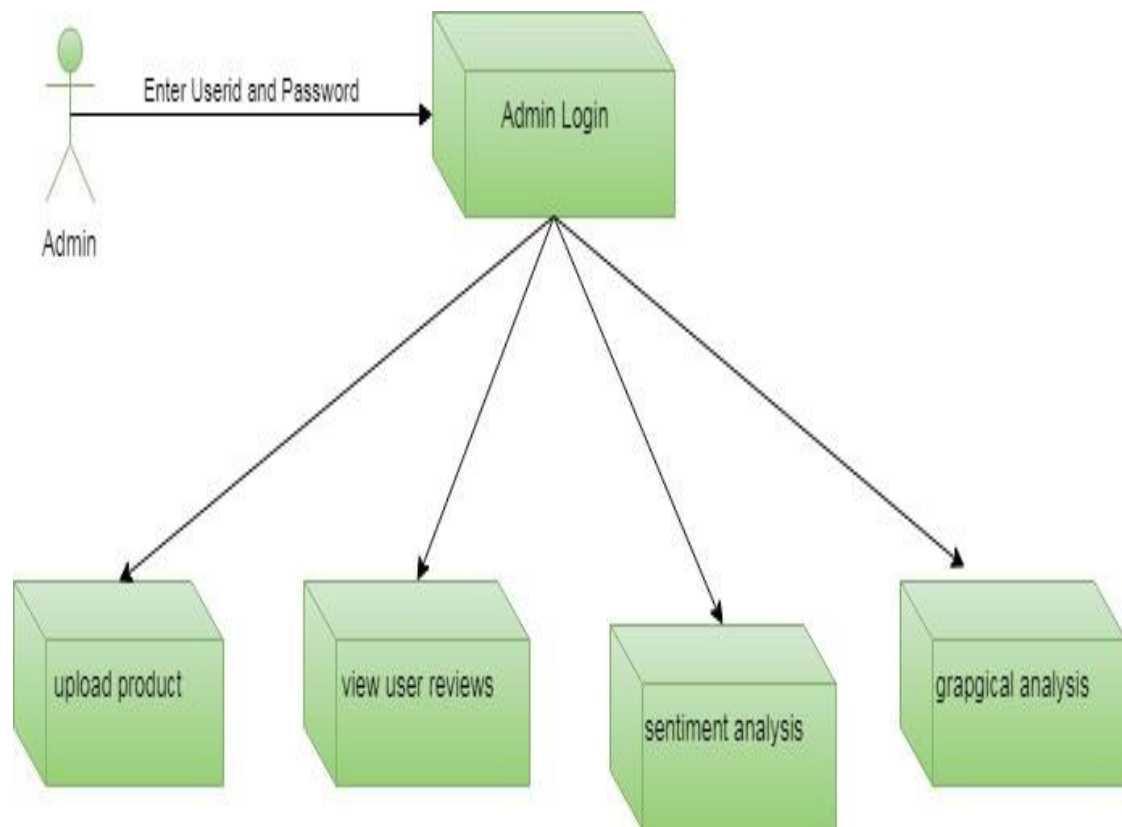 Enter Userid and Password
Admin Login
Admin
upload product
view user reviews
sentiment analysis
grapgical analysis